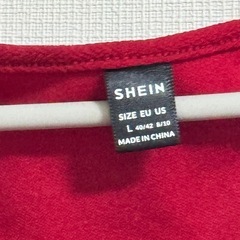 SHEIN
SIZE EU US
L 40/42 8/10
MADE IN CHINA